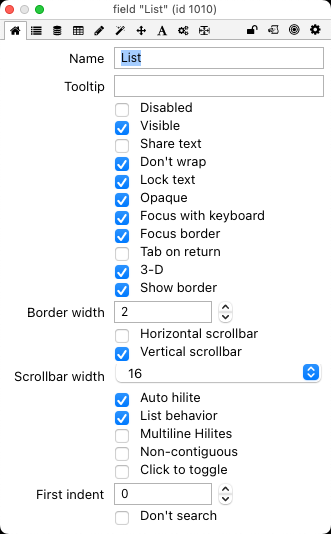 field "List" (id 1010)
Name List
Tooltip
Disabled
Visible
Share text
Don't wrap
Lock text
Opaque
Focus with keyboard
Focus border
Tab on return
3-D
Show border
Border width 2
Horizontal scrollbar
Vertical scrollbar
Scrollbar width 16
Auto hilite
List behavior
Multiline Hilites
Non-contiguous
Click to toggle
First indent 0
Don't search